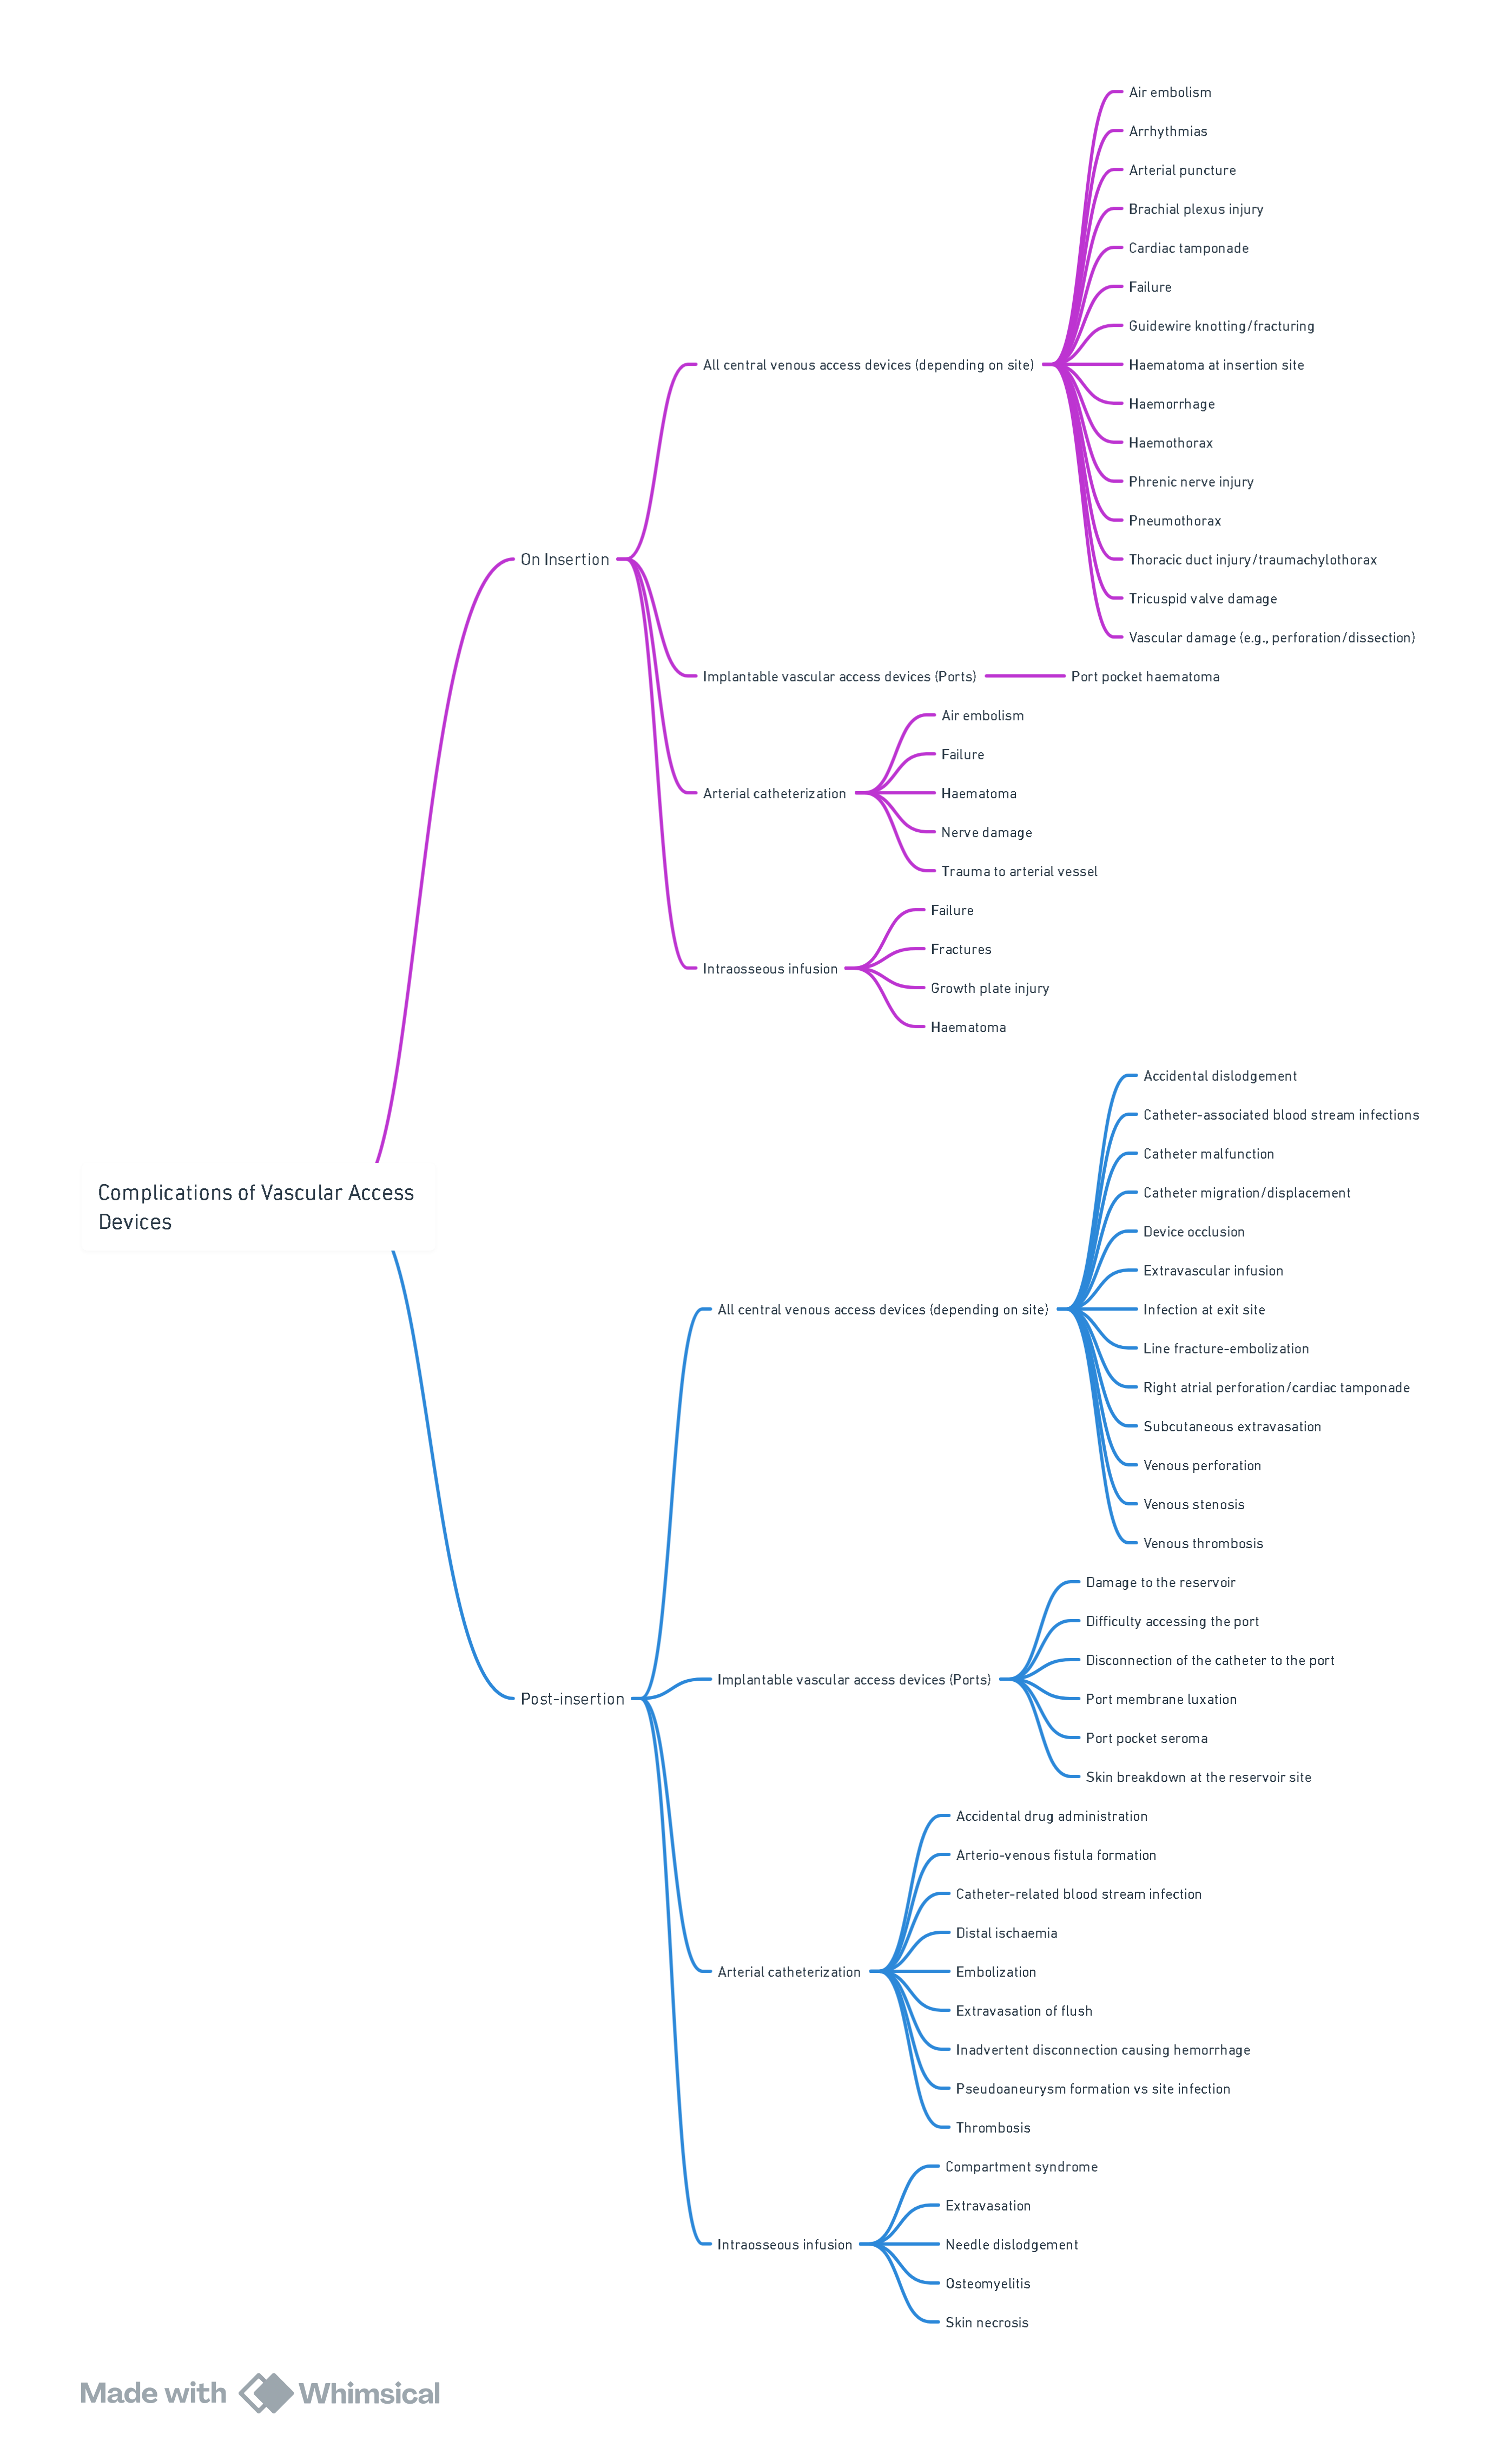 Complications of Vascular Access
Devices
On Insertion
All central venous access devices (depending on site)
Air embolism
Arrhythmias
Arterial puncture
Brachial plexus injury
Cardiac tamponade
Failure
Guidewire knotting/fracturing
Haematoma at insertion site
Haemorrhage
Haemothorax
Phrenic nerve injury
Pneumothorax
Thoracic duct injury/traumachylothorax
Tricuspid valve damage
Vascular damage (e.g., perforation/dissection)
Implantable vascular access devices (Ports)
Port pocket haematoma
Arterial catheterization
Air embolism
Failure
Haematoma
Nerve damage
Trauma to arterial vessel
Intraosseous infusion
Failure
Fractures
Growth plate injury
Haematoma
Post-insertion
All central venous access devices (depending on site)
Accidental dislodgement
Catheter-associated blood stream infections
Catheter malfunction
Catheter migration/displacement
Device occlusion
Extravascular infusion
Infection at exit site
Line fracture-embolization
Right atrial perforation/cardiac tamponade
Subcutaneous extravasation
Venous perforation
Venous stenosis
Venous thrombosis
Implantable vascular access devices (Ports)
Damage to the reservoir
Difficulty accessing the port
Disconnection of the catheter to the port
Port membrane luxation
Port pocket seroma
Skin breakdown at the reservoir site
Arterial catheterization
Accidental drug administration
Arterio-venous fistula formation
Catheter-related blood stream infection
Distal ischaemia
Embolization
Extravasation of flush
Inadvertent disconnection causing hemorrhage
Pseudoaneurysm formation vs site infection
Thrombosis
Intraosseous infusion
Compartment syndrome
Extravasation
Needle dislodgement
Osteomyelitis
Skin necrosis
Made with Whimsical